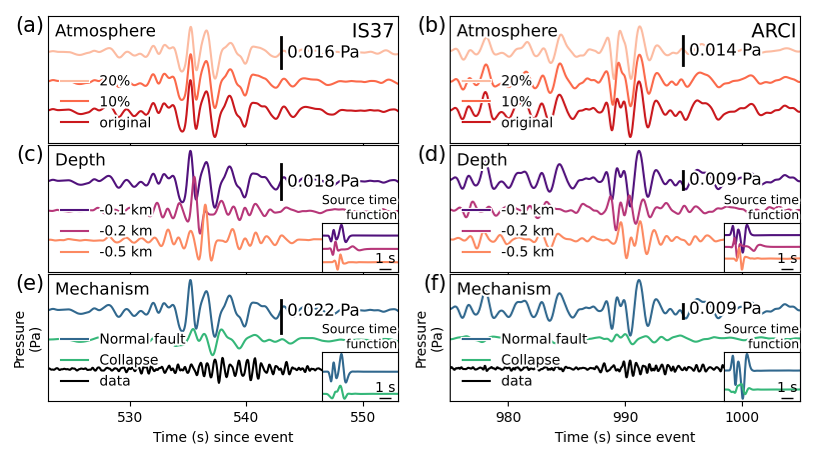 (a) Atmosphere IS37
0.016 Pa
20%
10%
original
(b) Atmosphere ARCI
0.014 Pa
20%
10%
original
(c) Depth
0.018 Pa
-0.1 km
-0.2 km
-0.5 km
Source time
function
1 s
(d) Depth
0.009 Pa
-0.1 km
-0.2 km
-0.5 km
Source time
function
1 s
(e) Mechanism
0.022 Pa
Normal fault
Collapse
data
Source time
function
1 s
Pressure
(Pa)
530 540 550
Time (s) since event
(f) Mechanism
0.009 Pa
Normal fault
Collapse
data
Source time
function
1 s
Pressure
(Pa)
980 990 1000
Time (s) since event